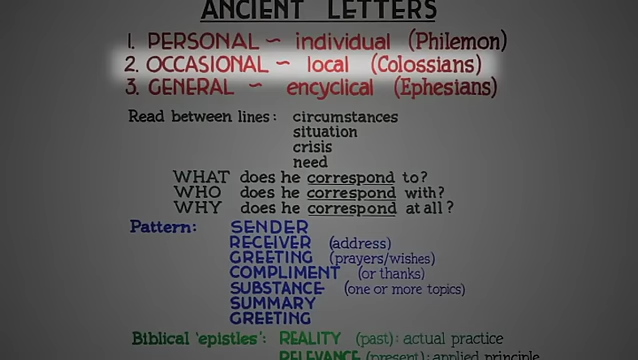 ANCIENT LETTERS
1. PERSONAL ~ individual (Philemon)
2. OCCASIONAL ~ local (Colossians)
3. GENERAL ~ encyclical (Ephesians)
Read between lines: circumstances
situation
crisis
need
WHAT does he correspond to?
WHO does he correspond with?
WHY does he correspond at all?
Pattern: SENDER
RECEIVER (address)
GREETING (prayers/wishes)
COMPLIMENT (or thanks)
SUBSTANCE (one or more topics)
SUMMARY
GREETING
Biblical 'epistles': REALITY (past): actual practice
RELEVANCE (present): applied principle